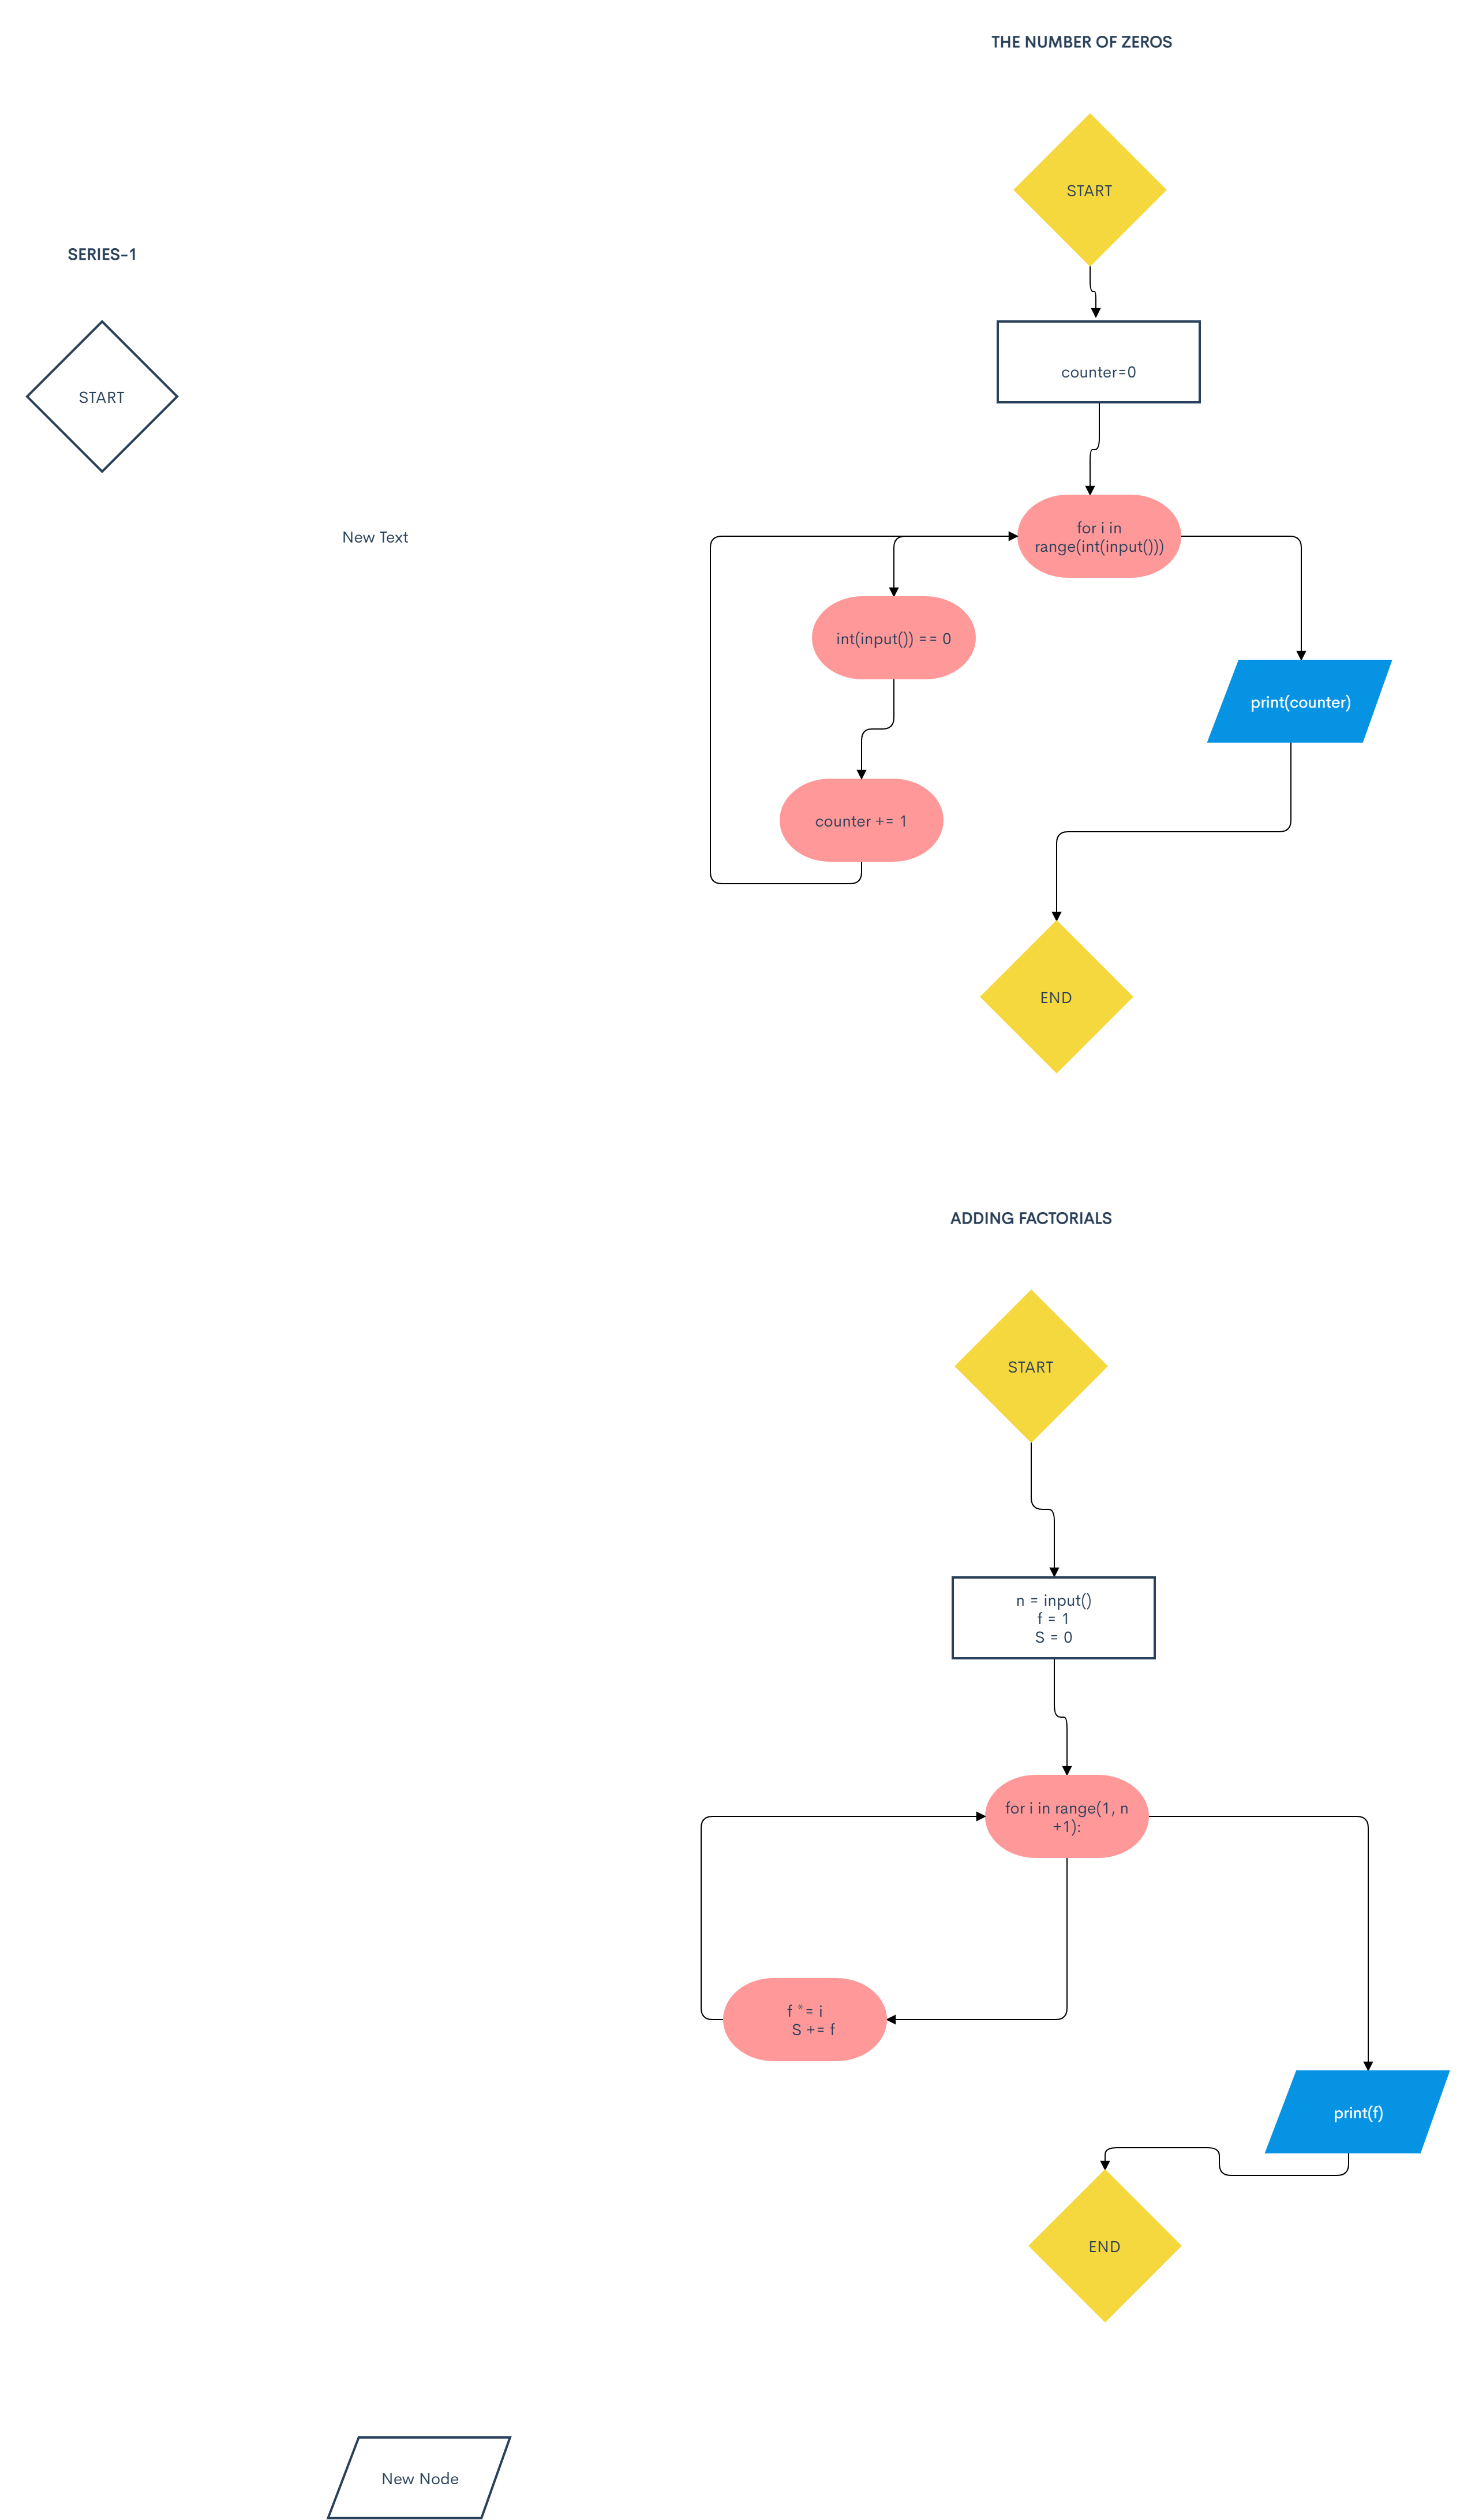 THE NUMBER OF ZEROS
START
SERIES-1
counter=0
START
for i in
range(int(input()))
New Text
int(input()) == 0
print(counter)
counter += 1
END
ADDING FACTORIALS
START
n = input()
f = 1
S = 0
for i in range(1, n
+1):
f *= i
S += f
print(f)
END
New Node